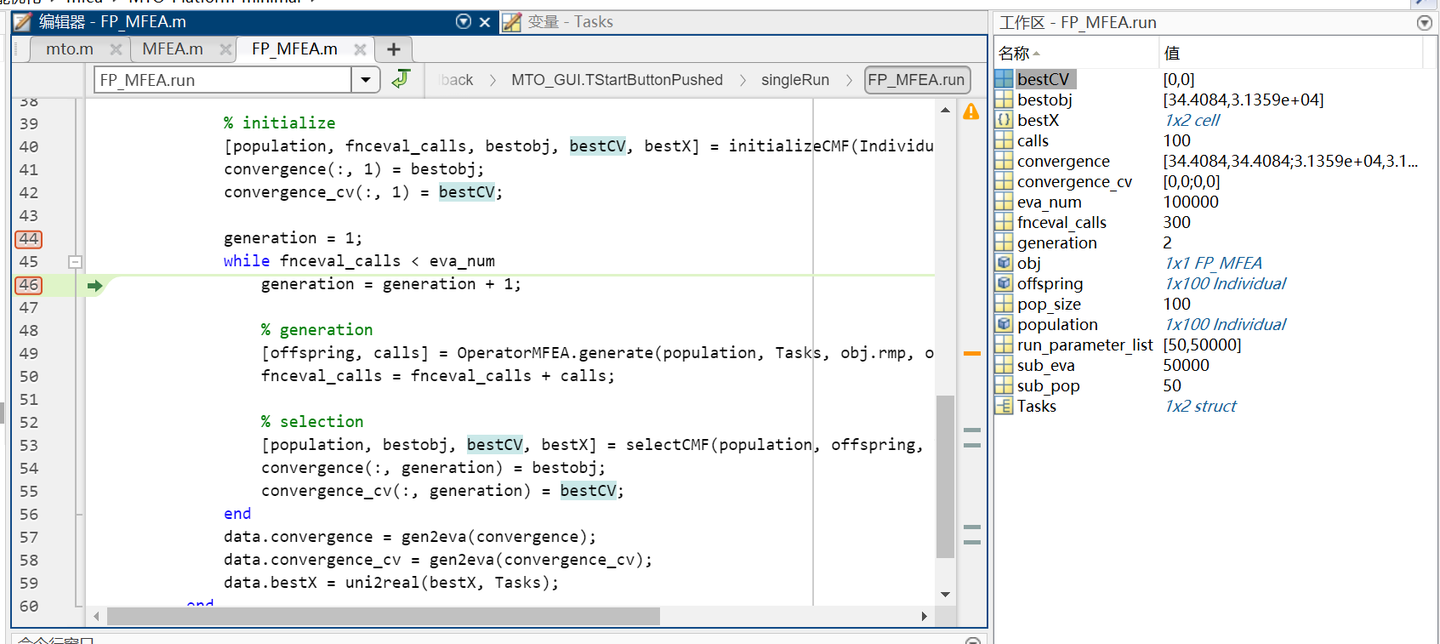 mfea › MTO-Platform-minimal ›
编辑器 - FP_MFEA.m
变量 - Tasks
mto.m MFEA.m FP_MFEA.m
FP_MFEA.run MTO_GUI.TStartButtonPushed singleRun FP_MFEA.run
38
39 % initialize
40 [population, fnceval_calls, bestobj, bestCV, bestX] = initializeCMF(Individu
41 convergence(:, 1) = bestobj;
42 convergence_cv(:, 1) = bestCV;
43
44 generation = 1;
45 while fnceval_calls < eva_num
46 generation = generation + 1;
47
48 % generation
49 [offspring, calls] = OperatorMFEA.generate(population, Tasks, obj.rmp, o
50 fnceval_calls = fnceval_calls + calls;
51
52 % selection
53 [population, bestobj, bestCV, bestX] = selectCMF(population, offspring,
54 convergence(:, generation) = bestobj;
55 convergence_cv(:, generation) = bestCV;
56 end
57 data.convergence = gen2eva(convergence);
58 data.convergence_cv = gen2eva(convergence_cv);
59 data.bestX = uni2real(bestX, Tasks);
60 end
命令行窗口
工作区 - FP_MFEA.run
名称 值
bestCV [0,0]
bestobj [34.4084,3.1359e+04]
bestX 1x2 cell
calls 100
convergence [34.4084,34.4084;3.1359e+04,3.1...
convergence_cv [0,0;0,0]
eva_num 100000
fnceval_calls 300
generation 2
obj 1x1 FP_MFEA
offspring 1x100 Individual
pop_size 100
population 1x100 Individual
run_parameter_list [50,50000]
sub_eva 50000
sub_pop 50
Tasks 1x2 struct